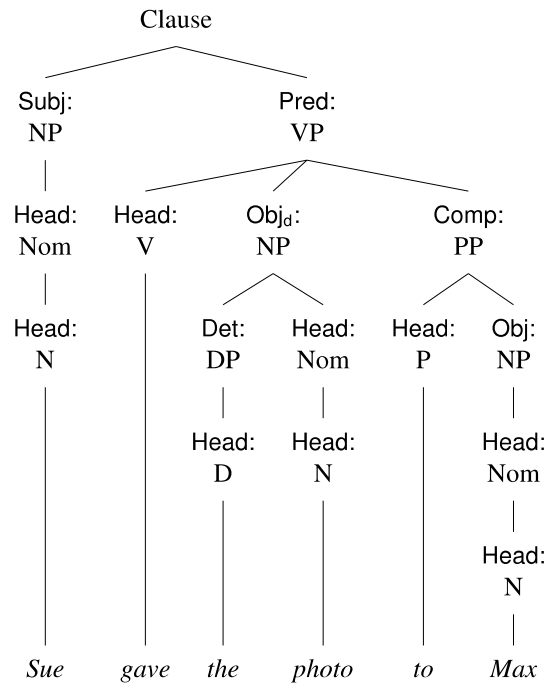 Clause
Subj: Pred:
NP VP
Head: Head: Objd: Comp:
Nom V NP PP
Head: Det: Head: Head: Obj:
N DP Nom P NP
Head: Head: Head:
D N Nom
Head:
N
Sue gave the photo to Max